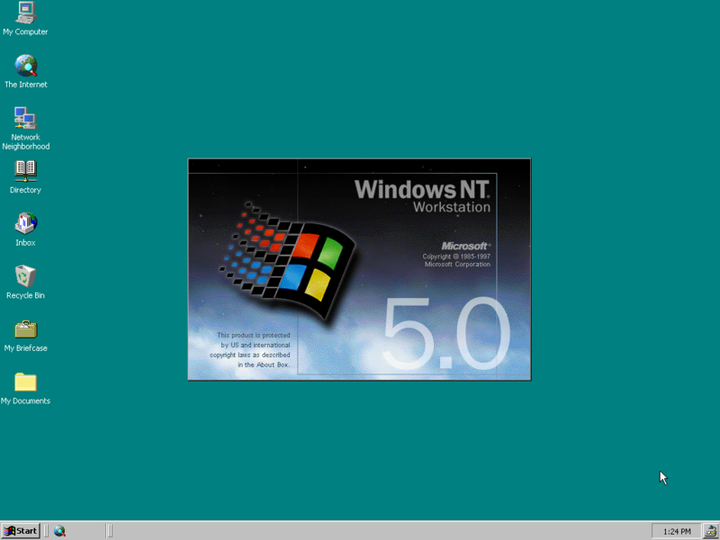 My Computer
The Internet
Network
Neighborhood
Directory
Inbox
Recycle Bin
My Briefcase
My Documents
Windows NT®
Workstation
Microsoft®
Copyright © 1985-1997
Microsoft Corporation
5.0
This product is protected
by US and international
copyright laws as described
in the About Box.
Start
1:24 PM